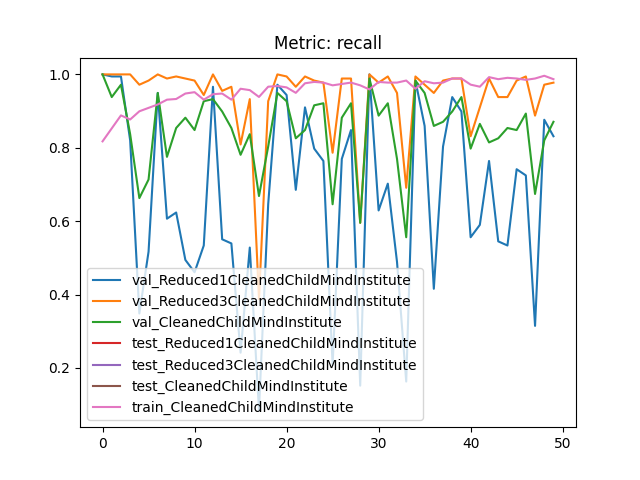 Metric: recall
1.0
0.8
0.6
0.4
0.2
val_Reduced1CleanedChildMindInstitute
val_Reduced3CleanedChildMindInstitute
val_CleanedChildMindInstitute
test_Reduced1CleanedChildMindInstitute
test_Reduced3CleanedChildMindInstitute
test_CleanedChildMindInstitute
train_CleanedChildMindInstitute
0 10 20 30 40 50